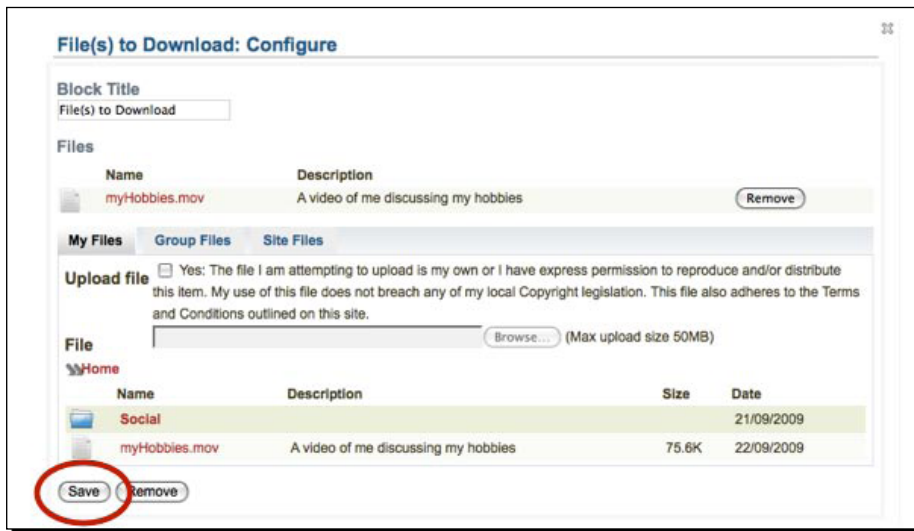 File(s) to Download: Configure
Block Title
File(s) to Download
Files
Name Description
myHobbies.mov A video of me discussing my hobbies Remove
My Files Group Files Site Files
Upload file Yes: The file I am attempting to upload is my own or I have express permission to reproduce and/or distribute
this item. My use of this file does not breach any of my local Copyright legislation. This file also adheres to the Terms
and Conditions outlined on this site.
File Browse... (Max upload size 50MB)
Home
Name Description Size Date
Social 21/09/2009
myHobbies.mov A video of me discussing my hobbies 75.6K 22/09/2009
Save Remove